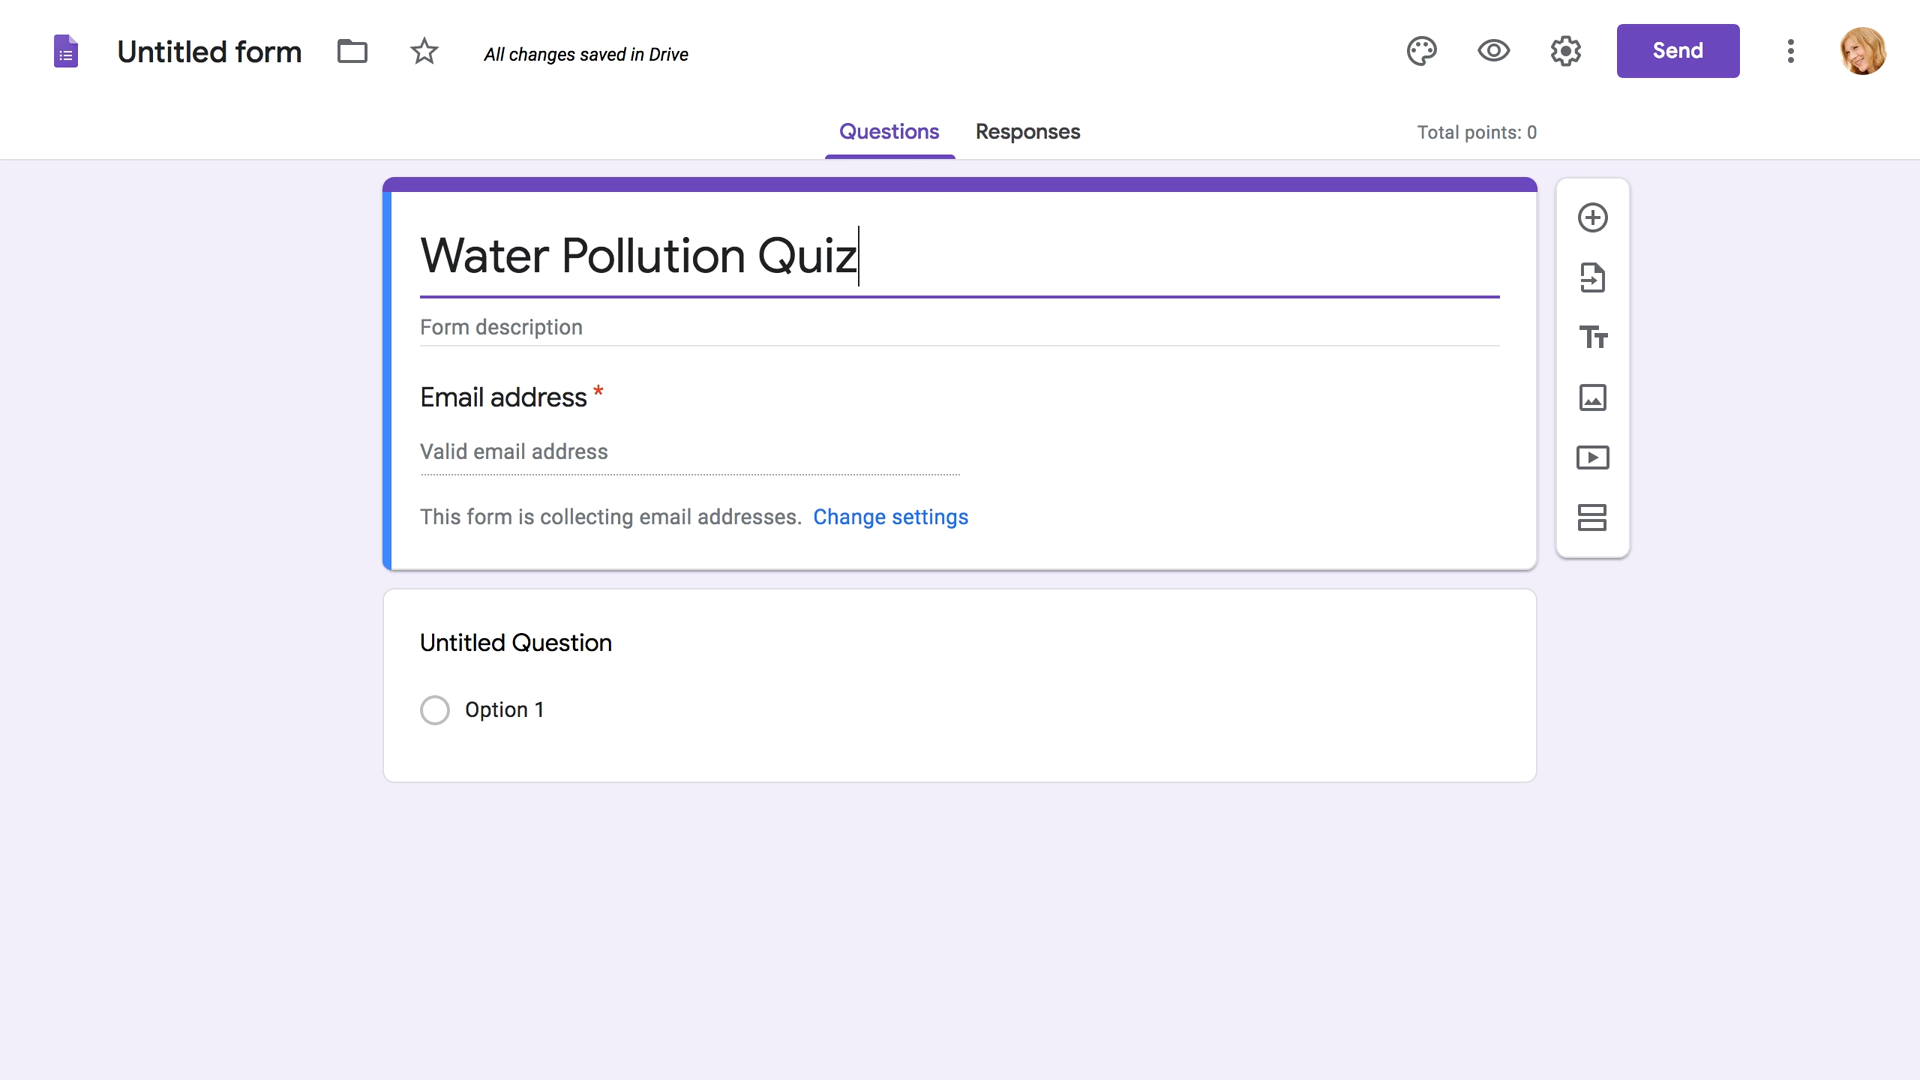 Untitled form
All changes saved in Drive
Send
Questions
Responses
Total points: 0
Water Pollution Quiz
Form description
Email address *
Valid email address
This form is collecting email addresses. Change settings
Untitled Question
Option 1